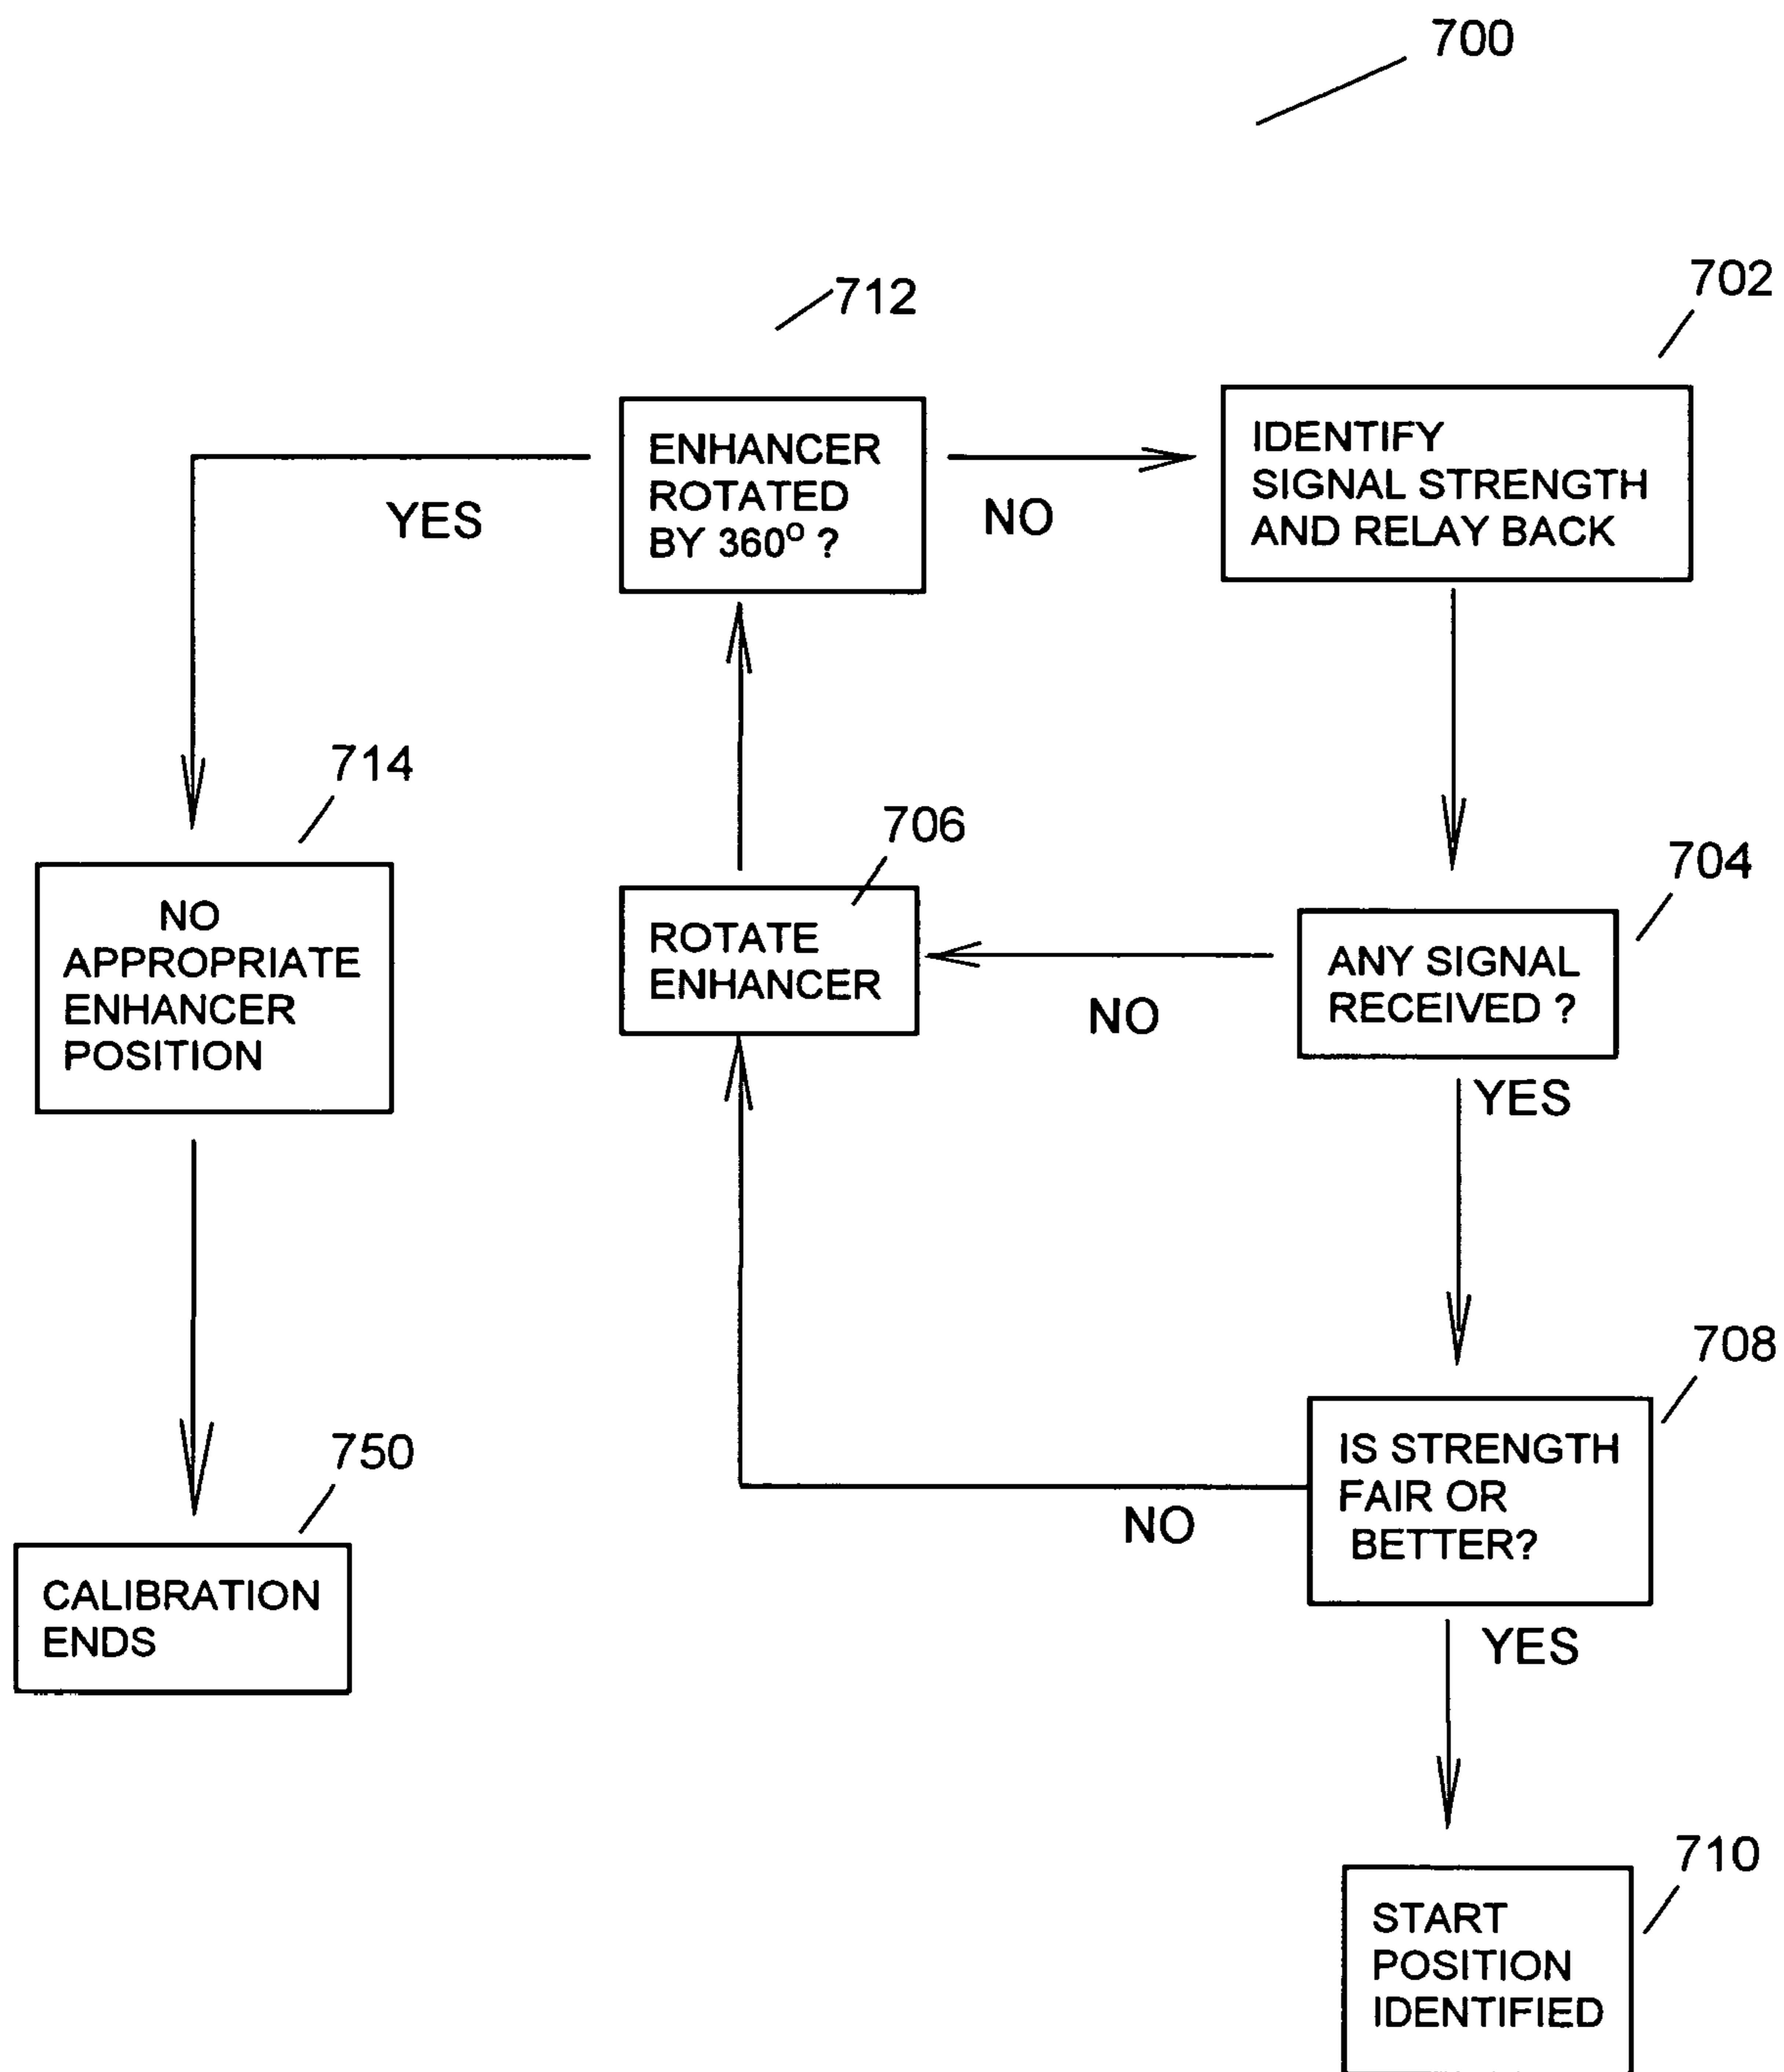 700
702
712
ENHANCER
ROTATED
BY 360° ?
IDENTIFY
SIGNAL STRENGTH
AND RELAY BACK
YES
NO
714
706
704
NO
APPROPRIATE
ENHANCER
POSITION
ROTATE
ENHANCER
ANY SIGNAL
RECEIVED ?
NO
YES
708
750
IS STRENGTH
FAIR OR
BETTER?
NO
CALIBRATION
ENDS
YES
710
START
POSITION
IDENTIFIED